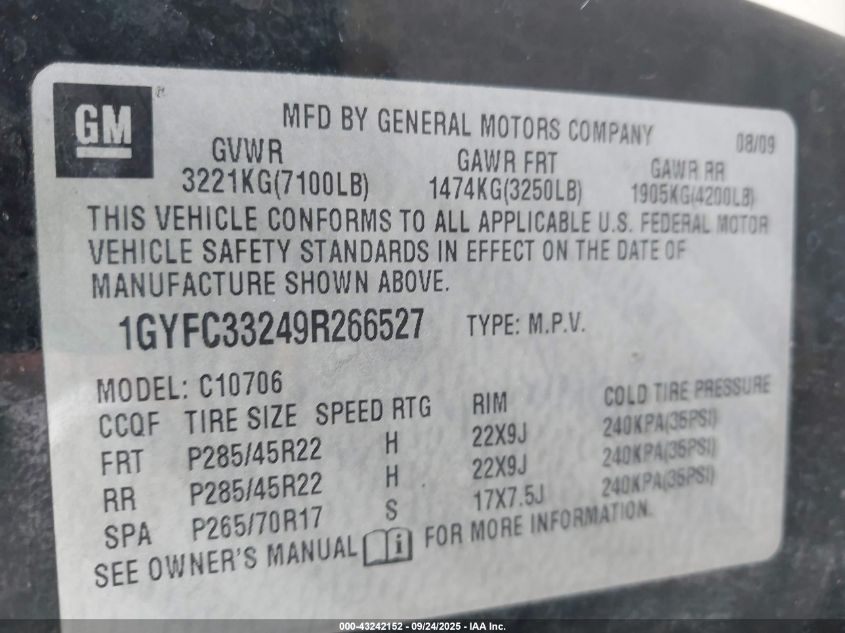 GM®
MFD BY GENERAL MOTORS COMPANY 08/09
GVWR GAWR FRT GAWR RR
3221KG(7100LB) 1474KG(3250LB) 1905KG(4200LB)
THIS VEHICLE CONFORMS TO ALL APPLICABLE U.S. FEDERAL MOTOR
VEHICLE SAFETY STANDARDS IN EFFECT ON THE DATE OF
MANUFACTURE SHOWN ABOVE.
1GYFC33249R266527 TYPE: M.P.V.
MODEL: C10706
CCQF TIRE SIZE SPEED RTG RIM COLD TIRE PRESSURE
FRT P285/45R22 H 22X9J 240KPA(35PSI)
RR P285/45R22 H 22X9J 240KPA(35PSI)
SPA P265/70R17 S 17X7.5J 240KPA(35PSI)
SEE OWNER'S MANUAL i FOR MORE INFORMATION.
000-43242152 - 09/24/2025 - IAA Inc.